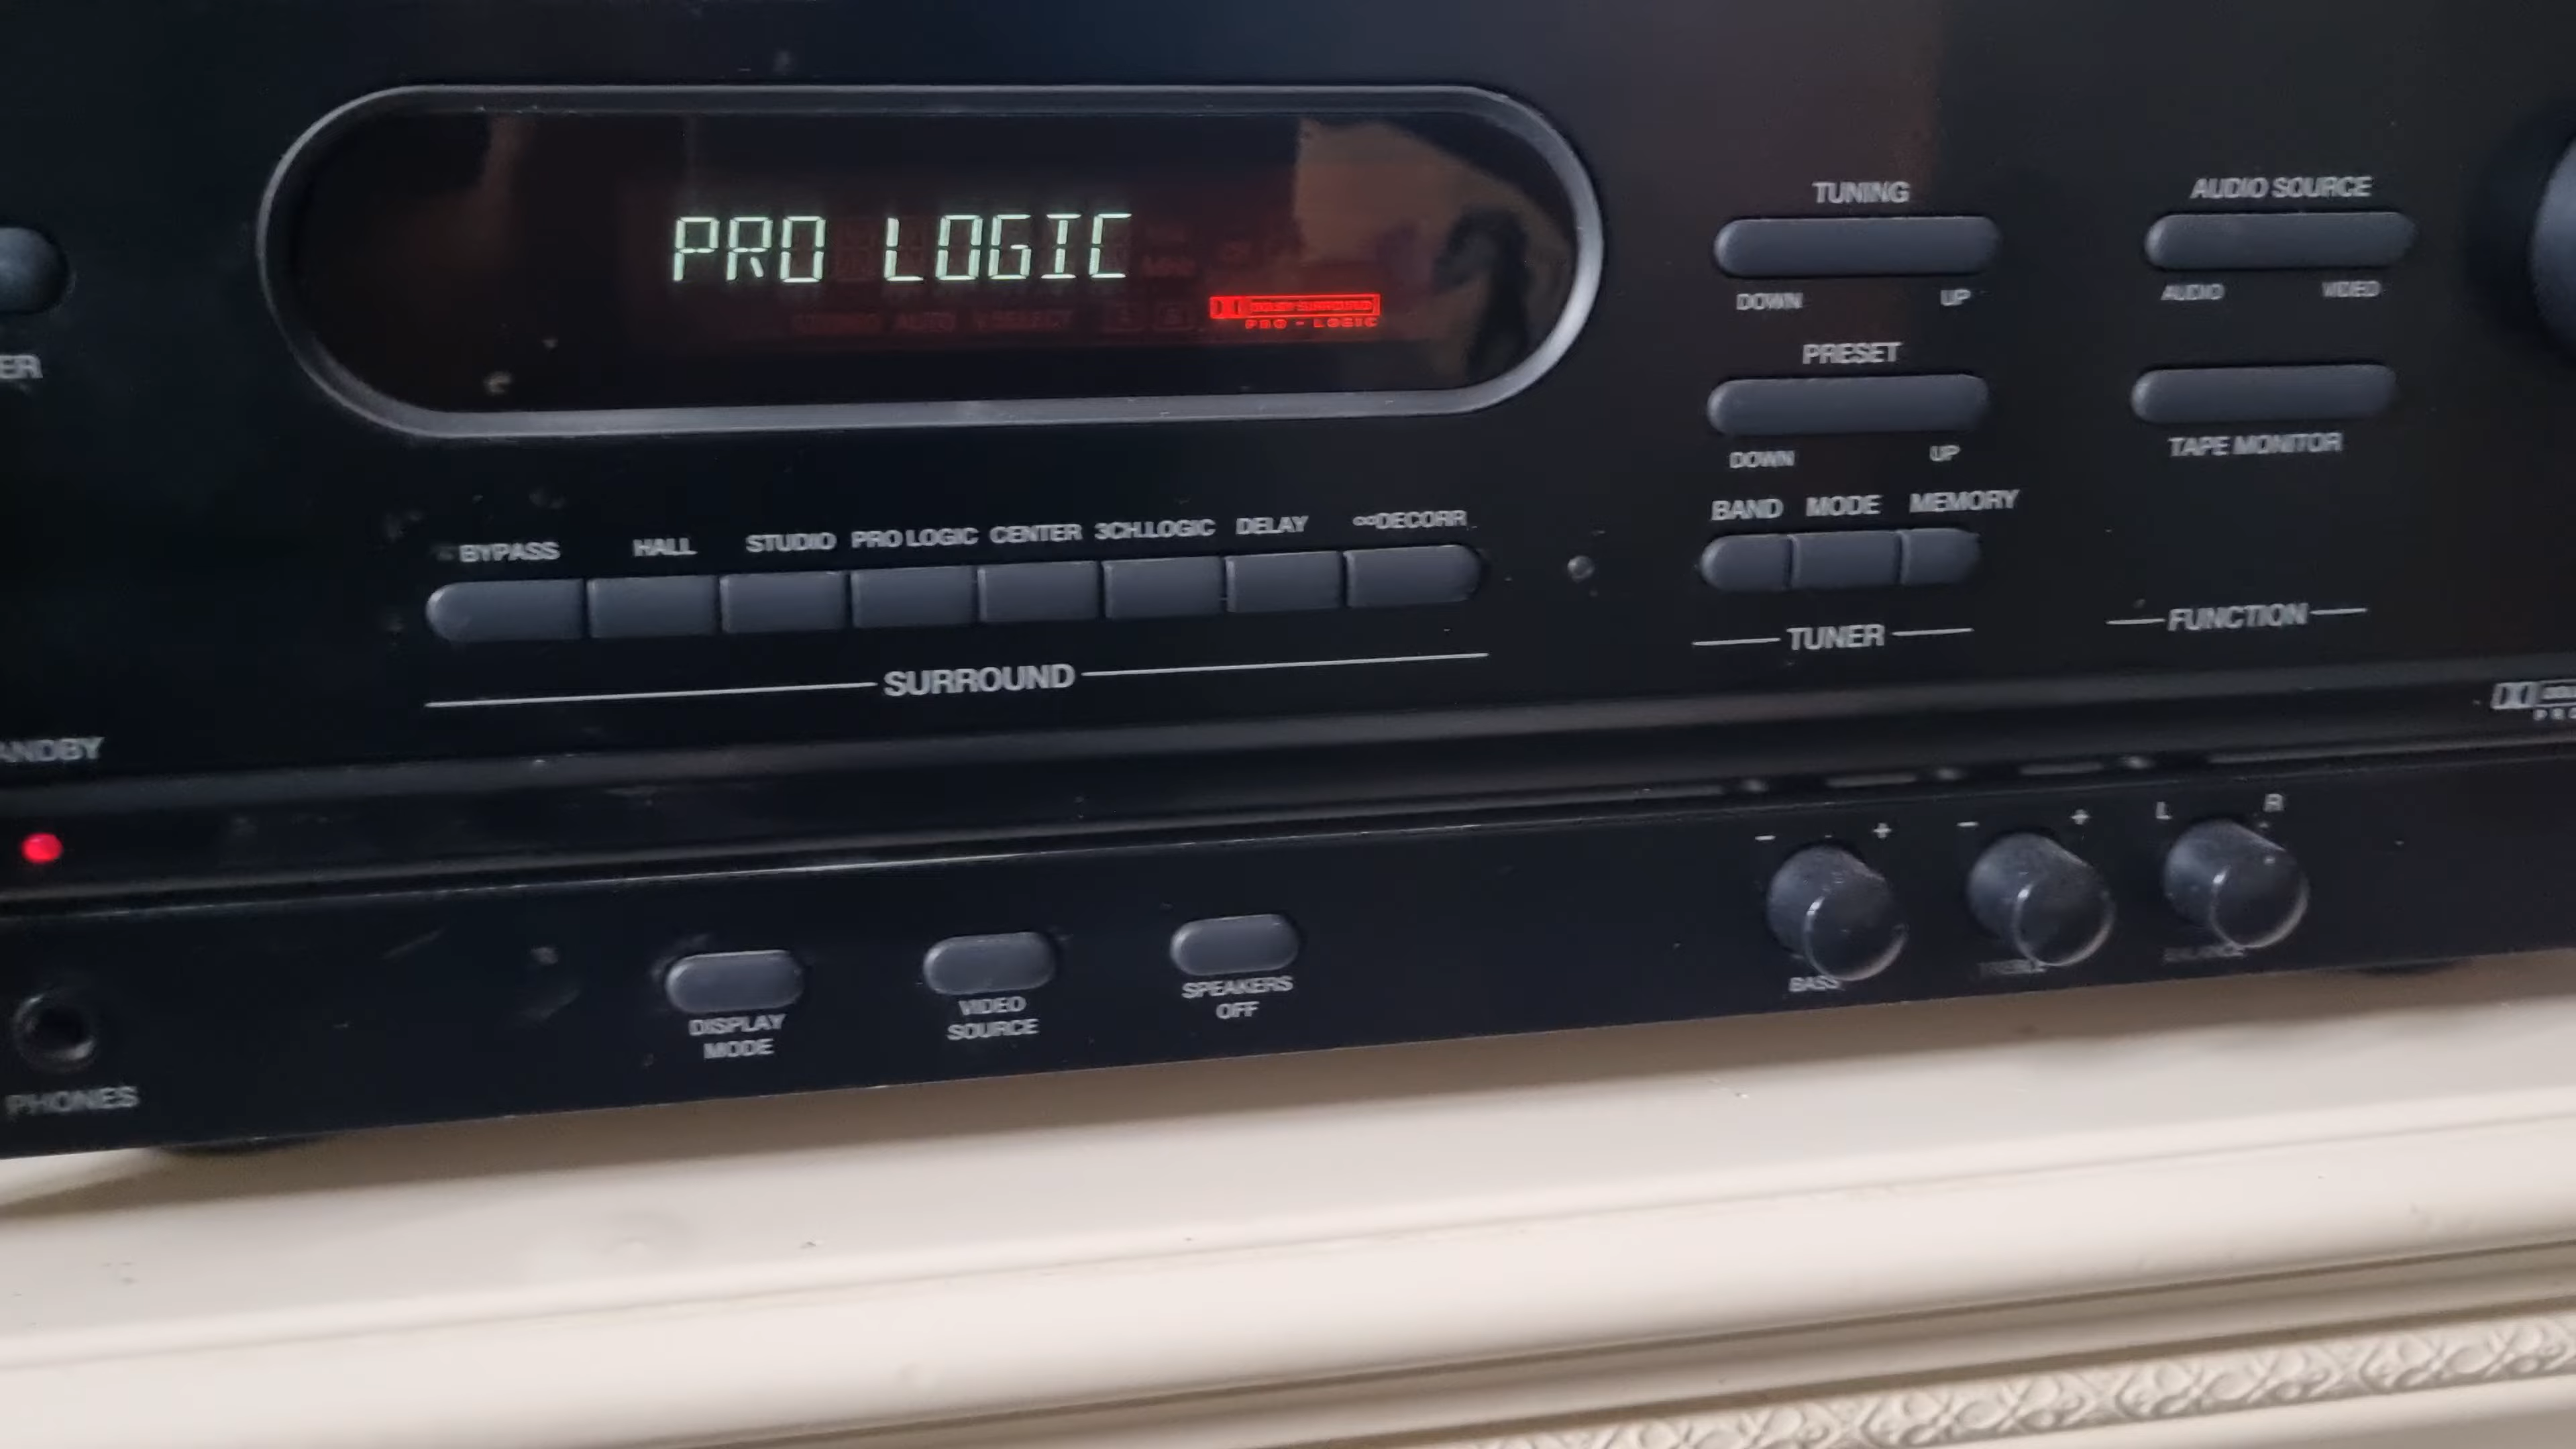 PRO LOGIC
PRO - LOGIC
TUNING
DOWN UP
PRESET
DOWN UP
BAND MODE MEMORY
TUNER
AUDIO SOURCE
AUDIO VIDEO
TAPE MONITOR
FUNCTION
BYPASS HALL STUDIO PRO LOGIC CENTER 3CH.LOGIC DELAY ∞DECORR
SURROUND
ER
ANDBY
PHONES
DISPLAY
MODE
VIDEO
SOURCE
SPEAKERS
OFF
- +
BASS
- +
TREBLE
L R
BALANCE